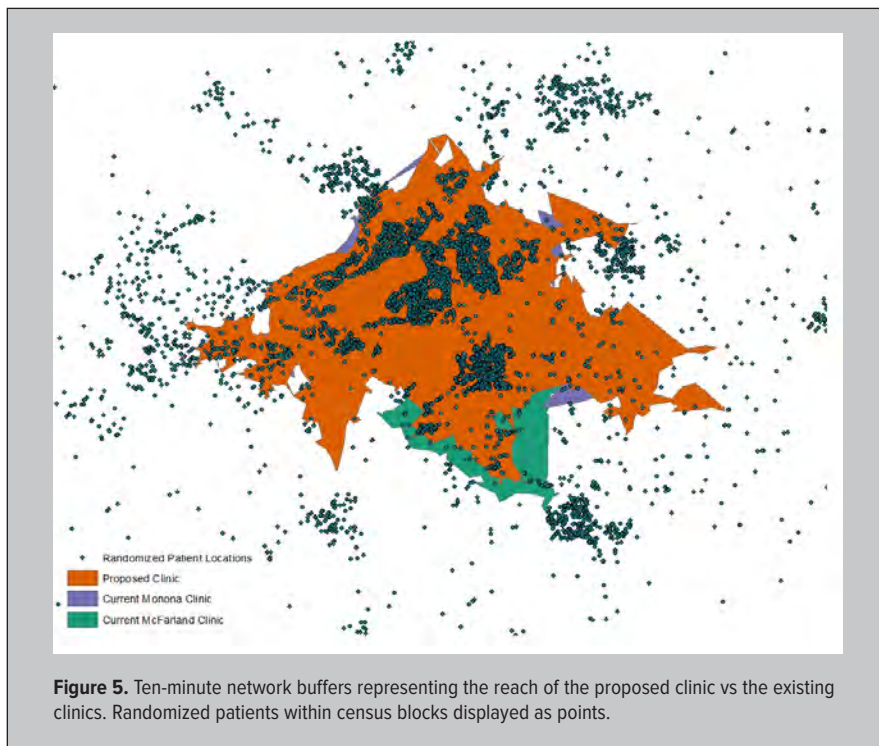 Randomized Patient Locations
Proposed Clinic
Current Monona Clinic
Current McFarland Clinic
Figure 5. Ten-minute network buffers representing the reach of the proposed clinic vs the existing
clinics. Randomized patients within census blocks displayed as points.